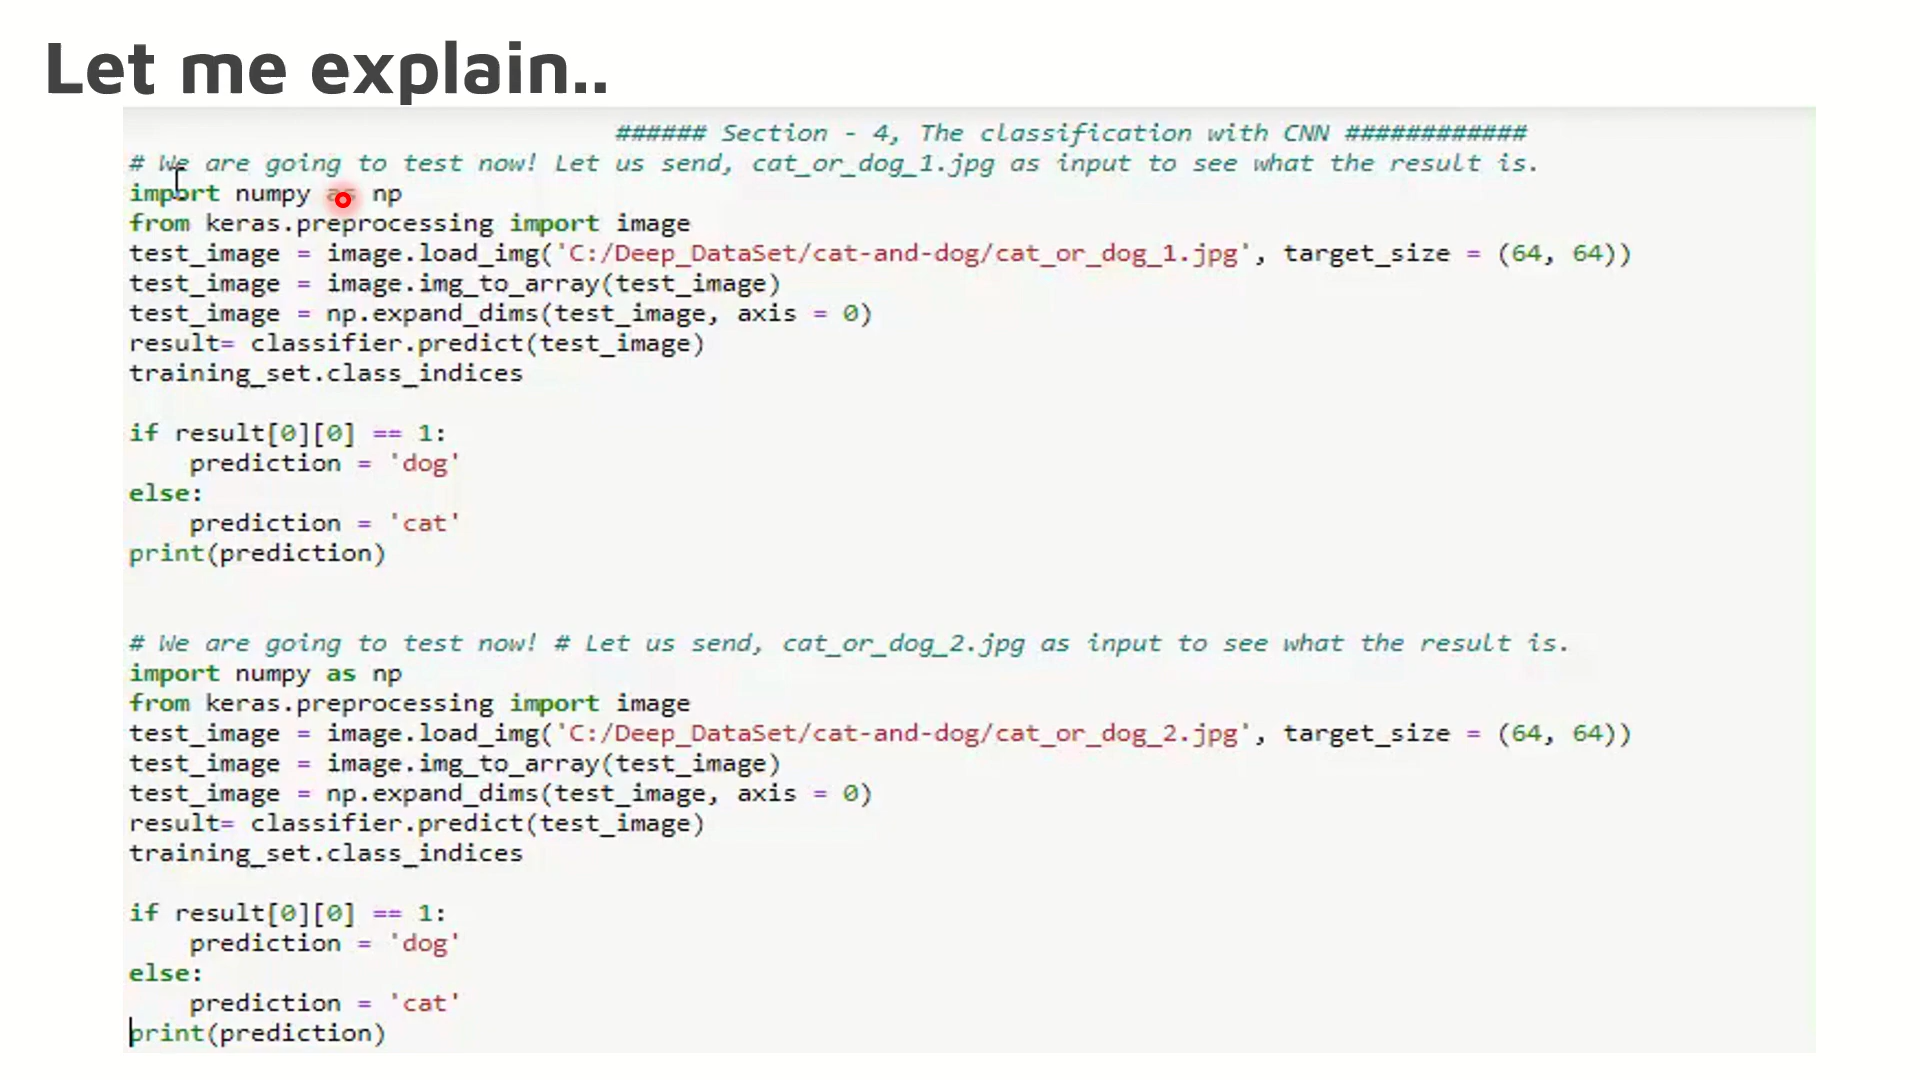 Let me explain..
###### Section - 4, The classification with CNN ############
# We are going to test now! Let us send, cat_or_dog_1.jpg as input to see what the result is.
import numpy as np
from keras.preprocessing import image
test_image = image.load_img('C:/Deep_DataSet/cat-and-dog/cat_or_dog_1.jpg', target_size = (64, 64))
test_image = image.img_to_array(test_image)
test_image = np.expand_dims(test_image, axis = 0)
result= classifier.predict(test_image)
training_set.class_indices
if result[0][0] == 1:
    prediction = 'dog'
else:
    prediction = 'cat'
print(prediction)
# We are going to test now! # Let us send, cat_or_dog_2.jpg as input to see what the result is.
import numpy as np
from keras.preprocessing import image
test_image = image.load_img('C:/Deep_DataSet/cat-and-dog/cat_or_dog_2.jpg', target_size = (64, 64))
test_image = image.img_to_array(test_image)
test_image = np.expand_dims(test_image, axis = 0)
result= classifier.predict(test_image)
training_set.class_indices
if result[0][0] == 1:
    prediction = 'dog'
else:
    prediction = 'cat'
print(prediction)